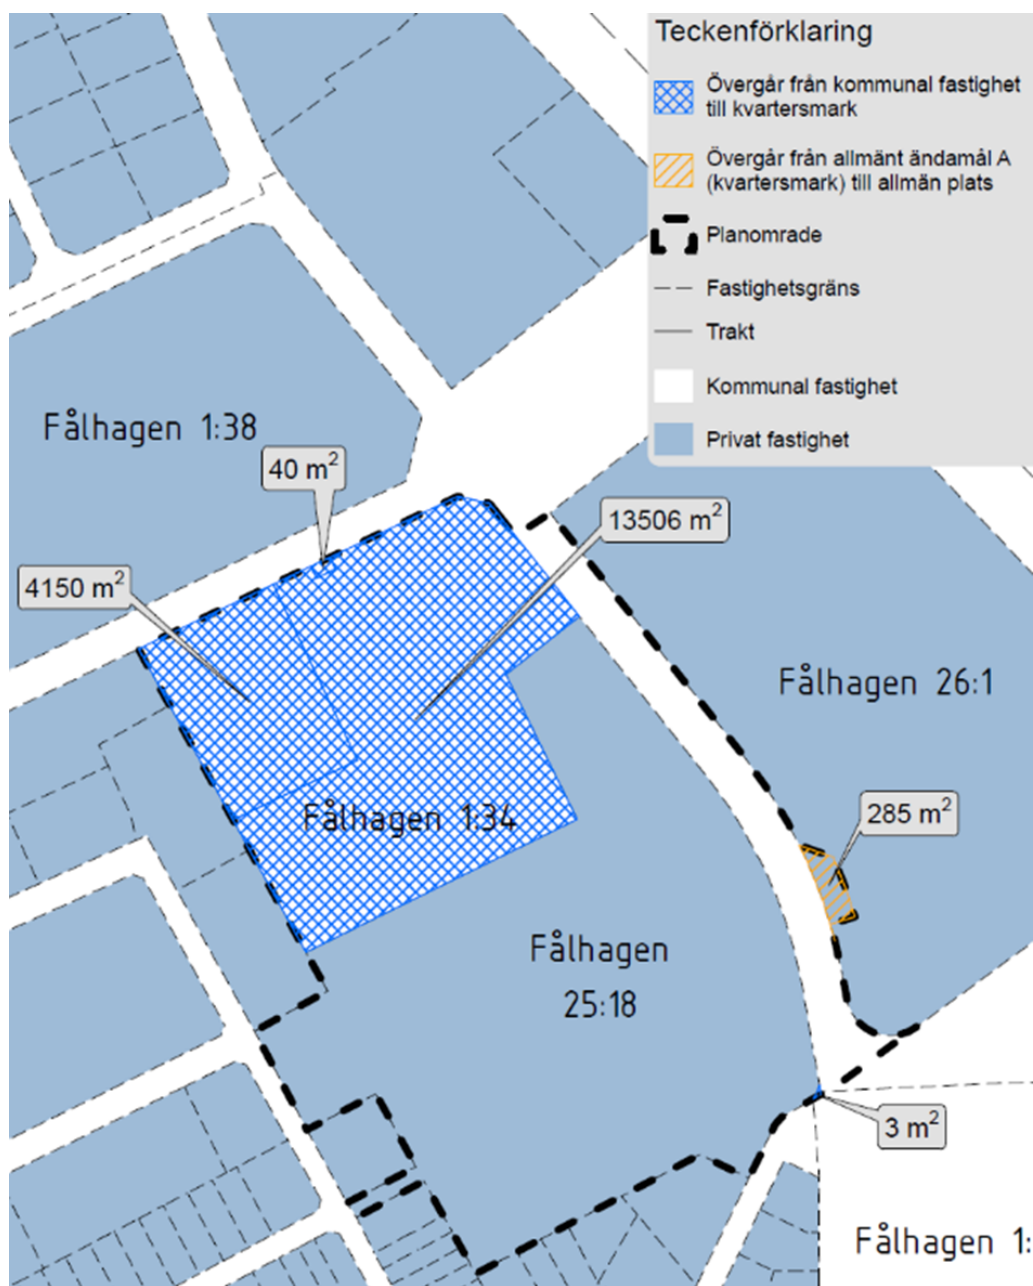 Teckenförklaring
Övergår från kommunal fastighet
till kvartersmark
Övergår från allmänt ändamål A
(kvartersmark) till allmän plats
Planomrade
Fastighetsgräns
Trakt
Kommunal fastighet
Privat fastighet
Fålhagen 1:38
40 m²
13506 m²
4150 m²
Fålhagen 26:1
Fålhagen 1:34
285 m²
Fålhagen
25:18
3 m²
Fålhagen 1: